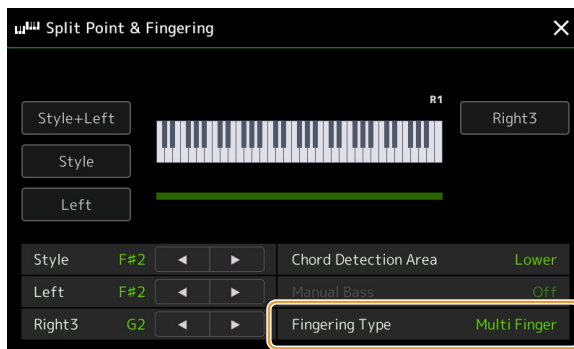 Split Point & Fingering
R1
Style+Left
Right3
Style
Left
Style F♯2 Chord Detection Area Lower
Left F♯2 Manual Bass Off
Right3 G2 Fingering Type Multi Finger